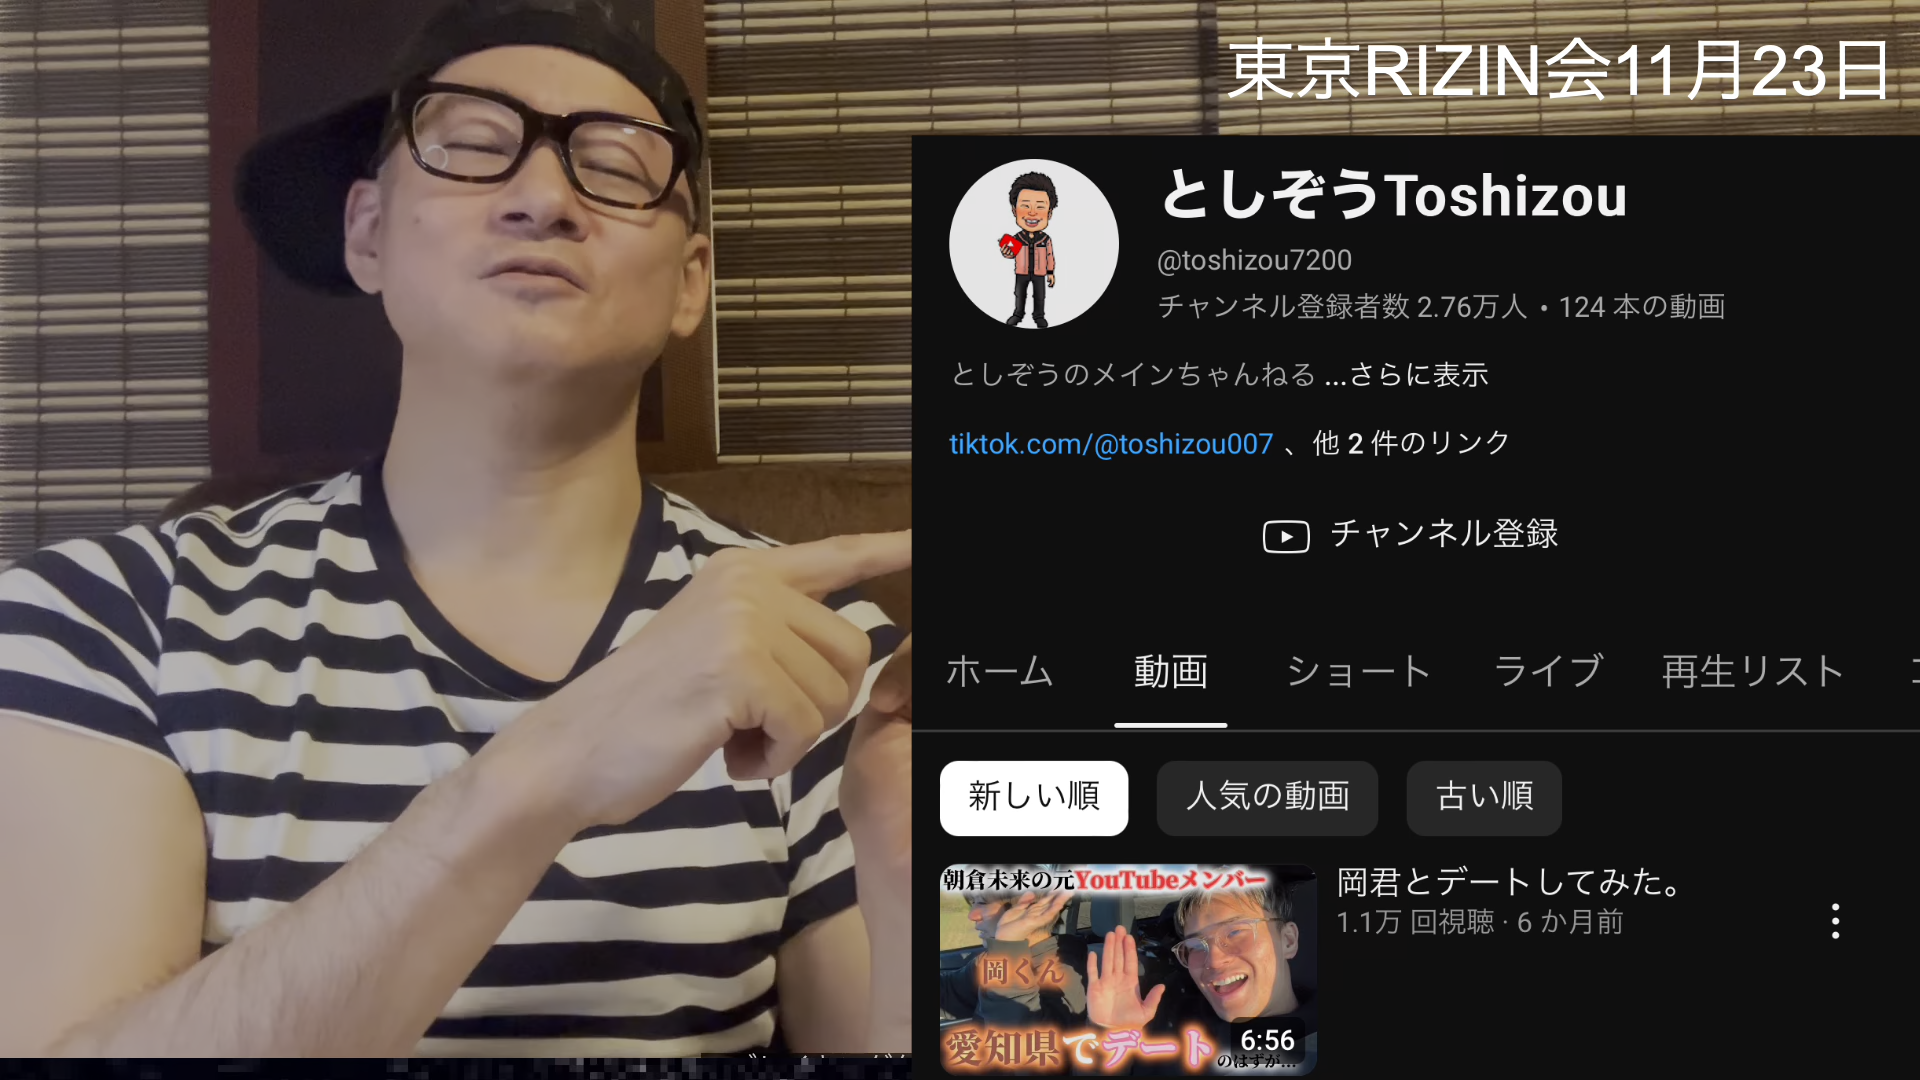 東京RIZIN会11月23日
としぞうToshizou
@toshizou7200
チャンネル登録者数 2.76万人・124 本の動画
としぞうのメインちゃんねる ...さらに表示
tiktok.com/@toshizou007 、他 2 件のリンク
チャンネル登録
ホーム 動画 ショート ライブ 再生リスト
新しい順 人気の動画 古い順
朝倉未来の元YouTubeメンバー
岡くん
愛知県でデートのはずが...
6:56
岡君とデートしてみた。
1.1万 回視聴・6 か月前